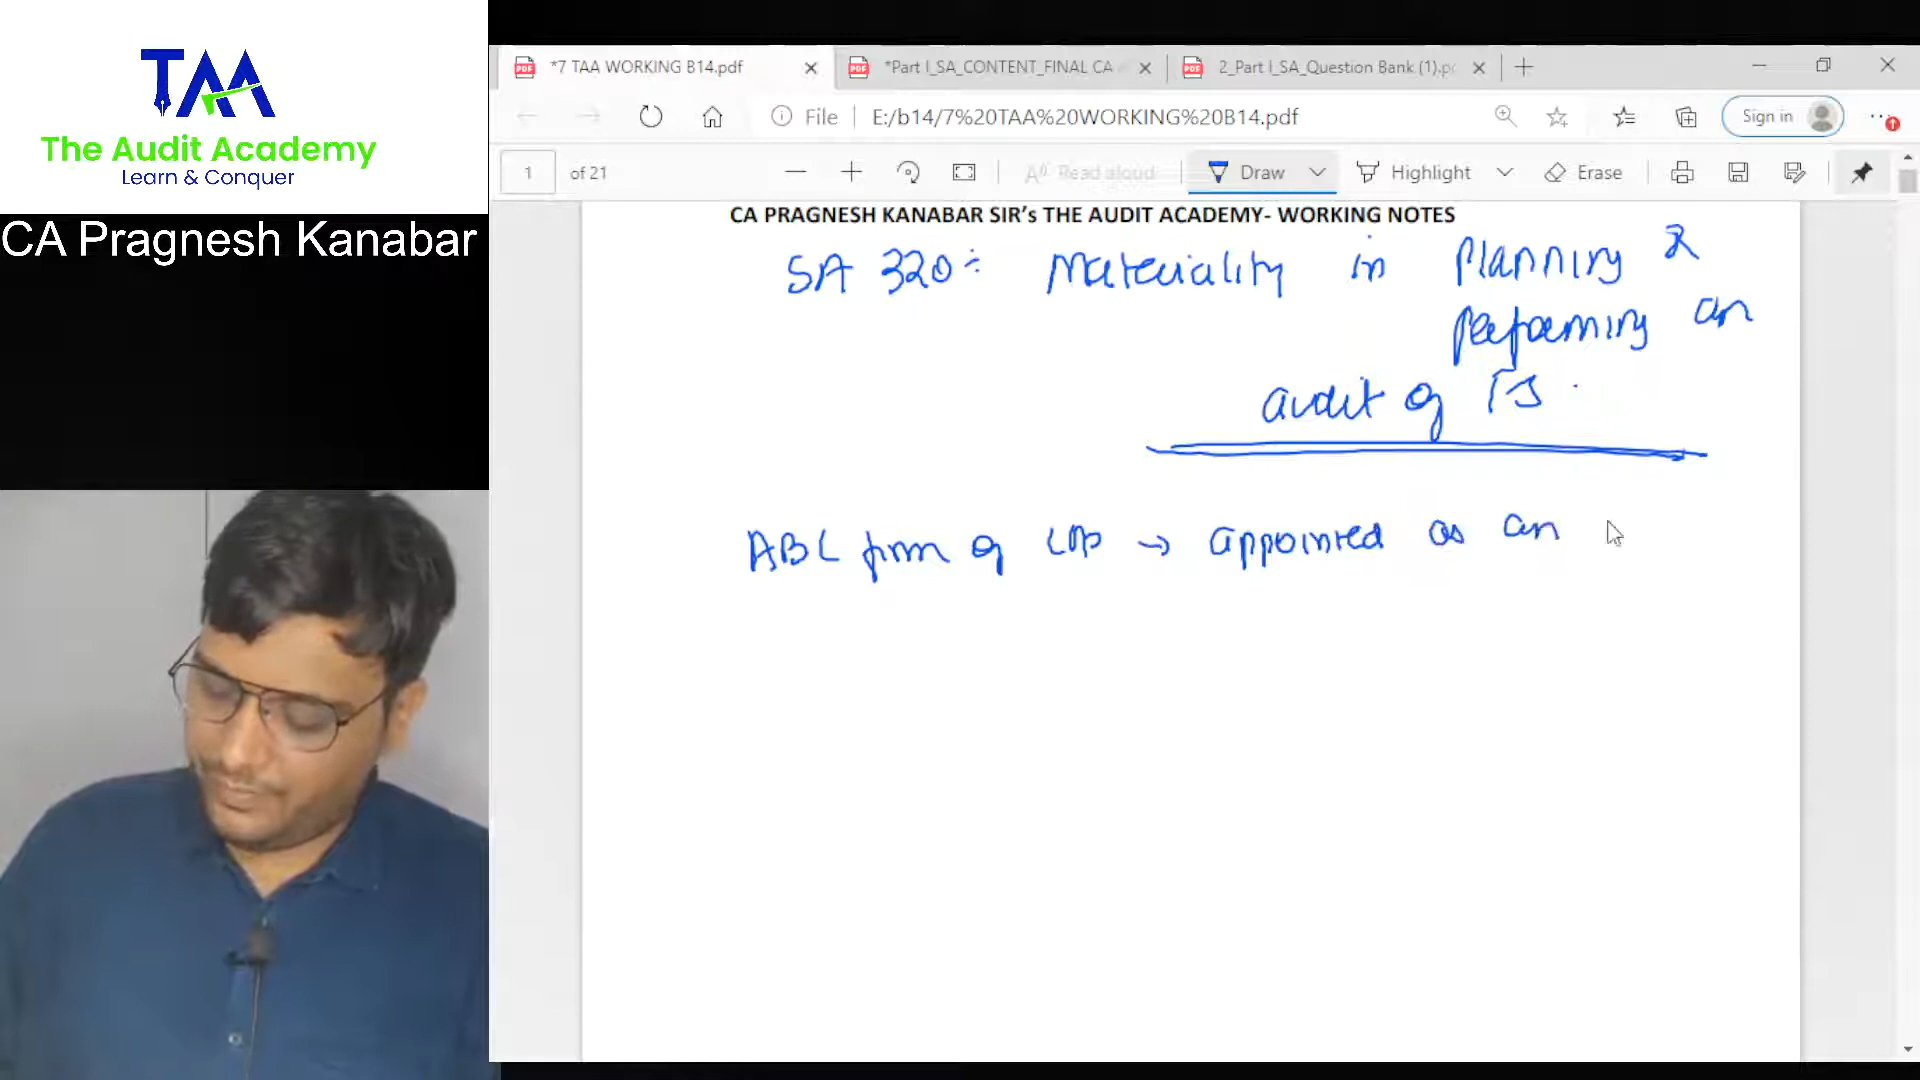 TAA
The Audit Academy
Learn & Conquer
CA Pragnesh Kanabar
*7 TAA WORKING B14.pdf
*Part I_SA_CONTENT_FINAL CA
2_Part I_SA_Question Bank (1).pc
File
E:/b14/7%20TAA%20WORKING%20B14.pdf
Sign in
1 of 21
Read aloud
Draw
Highlight
Erase
CA PRAGNESH KANABAR SIR's THE AUDIT ACADEMY- WORKING NOTES
SA 320 : Materiality in Planning &
performing an
audit of FS.
ABC firm of CAs → appointed as an